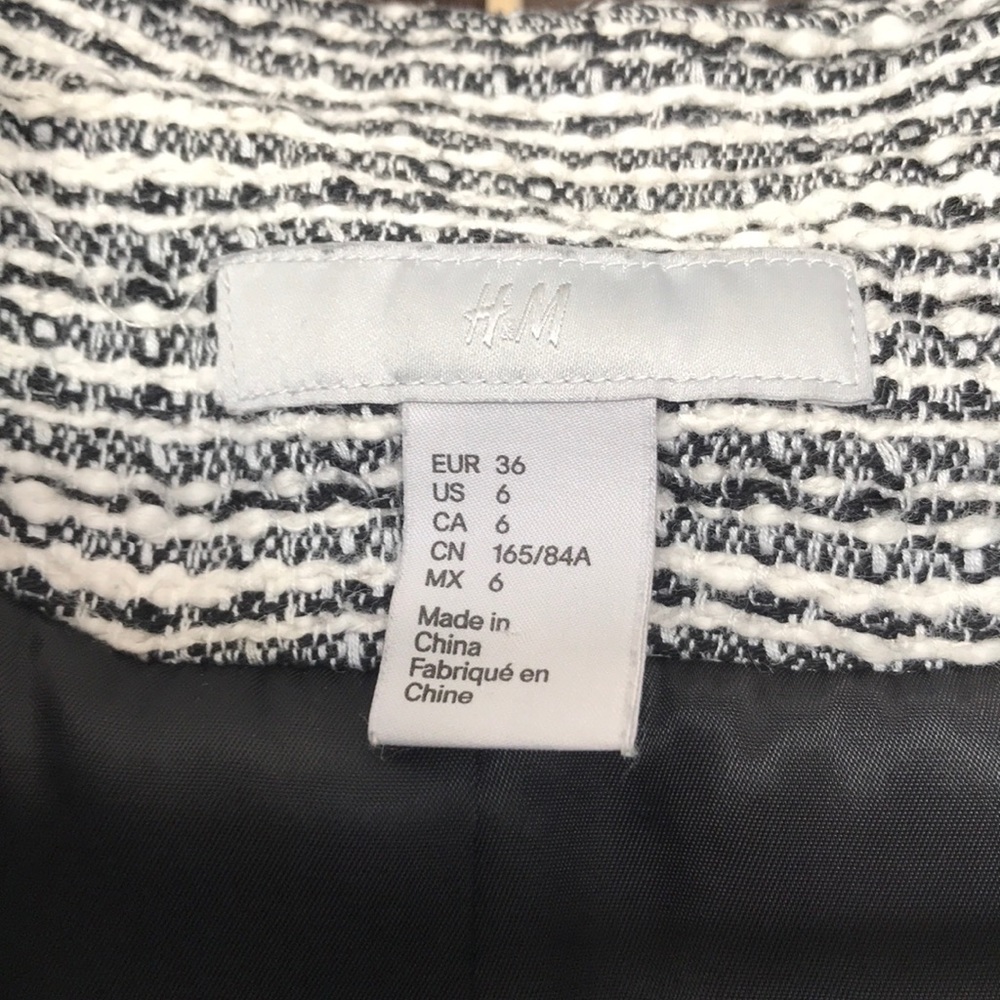 H&M
EUR 36
US 6
CA 6
CN 165/84A
MX 6
Made in
China
Fabriqué en
Chine